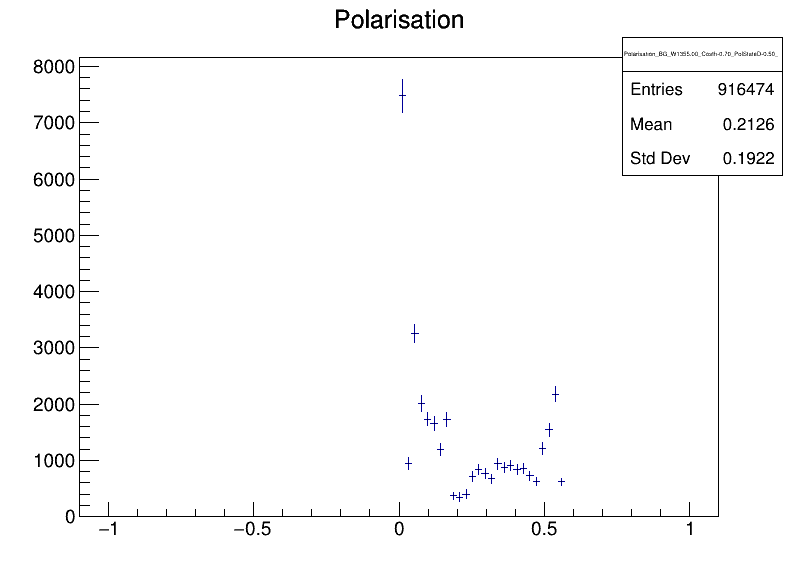 Polarisation
Polarisation_BG_W1355.00_Costh-0.70_PolStateD-0.50_
Entries 916474
Mean 0.2126
Std Dev 0.1922
8000
7000
6000
5000
4000
3000
2000
1000
0
−1 −0.5 0 0.5 1